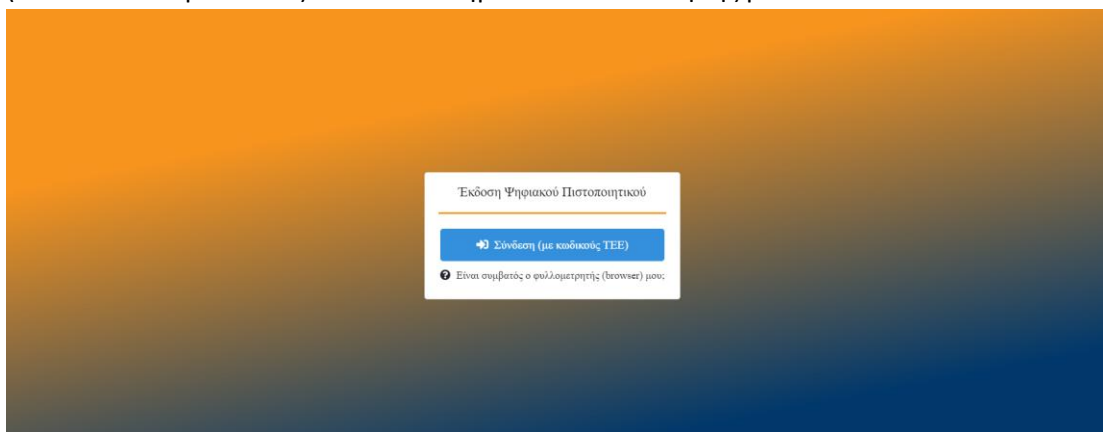 Έκδοση Ψηφιακού Πιστοποιητικού
Σύνδεση (με κωδικούς ΤΕΕ)
Είναι συμβατός ο φυλλομετρητής (browser) μου;